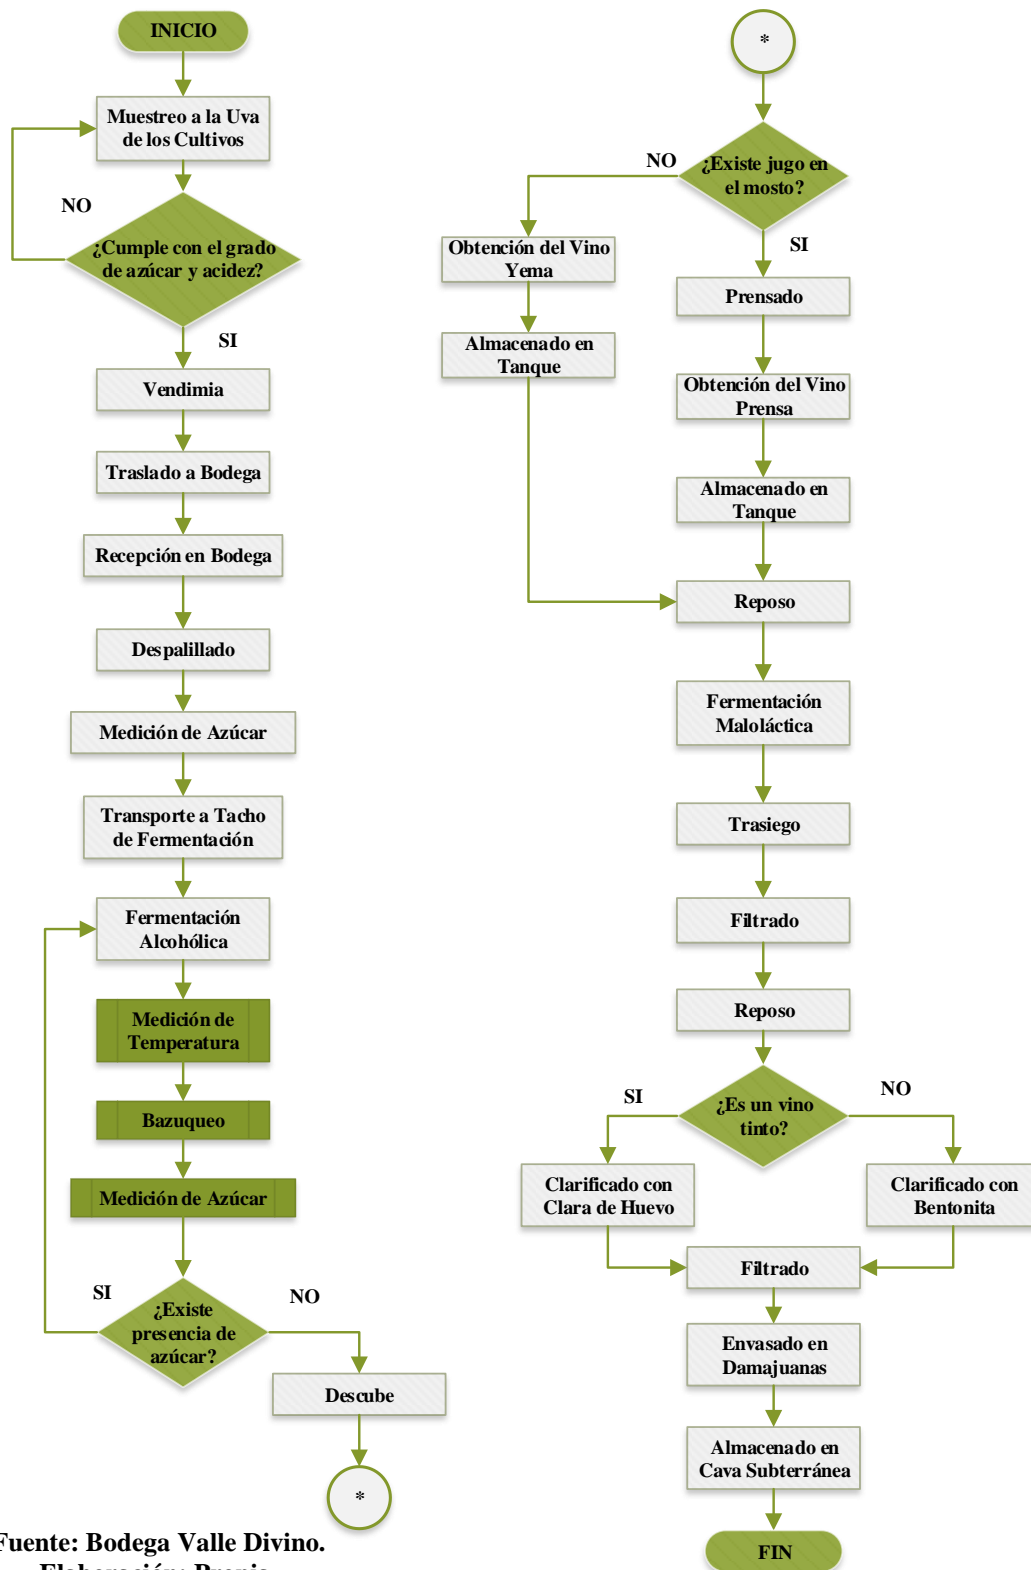 INICIO
Muestreo a la Uva
de los Cultivos
NO
¿Cumple con el grado
de azúcar y acidez?
SI
Vendimia
Traslado a Bodega
Recepción en Bodega
Despalillado
Medición de Azúcar
Transporte a Tacho
de Fermentación
Fermentación
Alcohólica
Medición de
Temperatura
Bazuqueo
Medición de Azúcar
SI
NO
¿Existe
presencia de
azúcar?
Descube
*
Fuente: Bodega Valle Divino.
Elaboración: Propia
*
NO
¿Existe jugo en
el mosto?
SI
Obtención del Vino
Yema
Almacenado en
Tanque
Prensado
Obtención del Vino
Prensa
Almacenado en
Tanque
Reposo
Fermentación
Maloláctica
Trasiego
Filtrado
Reposo
SI
NO
¿Es un vino
tinto?
Clarificado con
Clara de Huevo
Clarificado con
Bentonita
Filtrado
Envasado en
Damajuanas
Almacenado en
Cava Subterránea
FIN